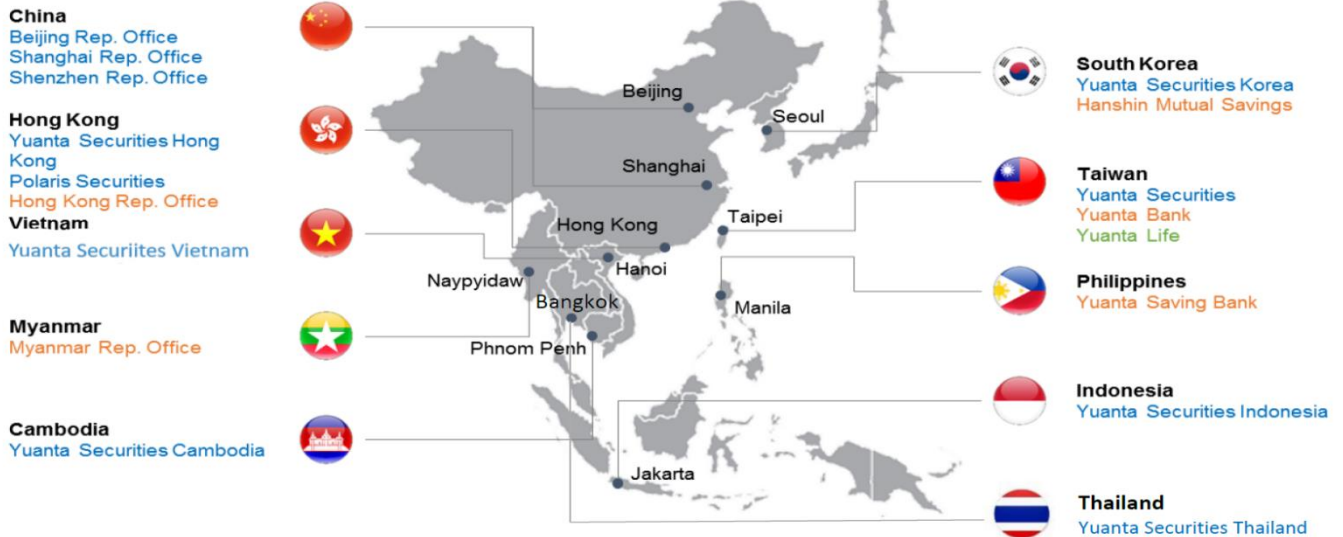 China
Beijing Rep. Office
Shanghai Rep. Office
Shenzhen Rep. Office
Hong Kong
Yuanta Securities Hong
Kong
Polaris Securities
Hong Kong Rep. Office
Vietnam
Yuanta Securiites Vietnam
Myanmar
Myanmar Rep. Office
Cambodia
Yuanta Securities Cambodia
Beijing
Seoul
Shanghai
Taipei
Hong Kong
Hanoi
Naypyidaw
Bangkok
Manila
Phnom Penh
Jakarta
South Korea
Yuanta Securities Korea
Hanshin Mutual Savings
Taiwan
Yuanta Securities
Yuanta Bank
Yuanta Life
Philippines
Yuanta Saving Bank
Indonesia
Yuanta Securities Indonesia
Thailand
Yuanta Securities Thailand